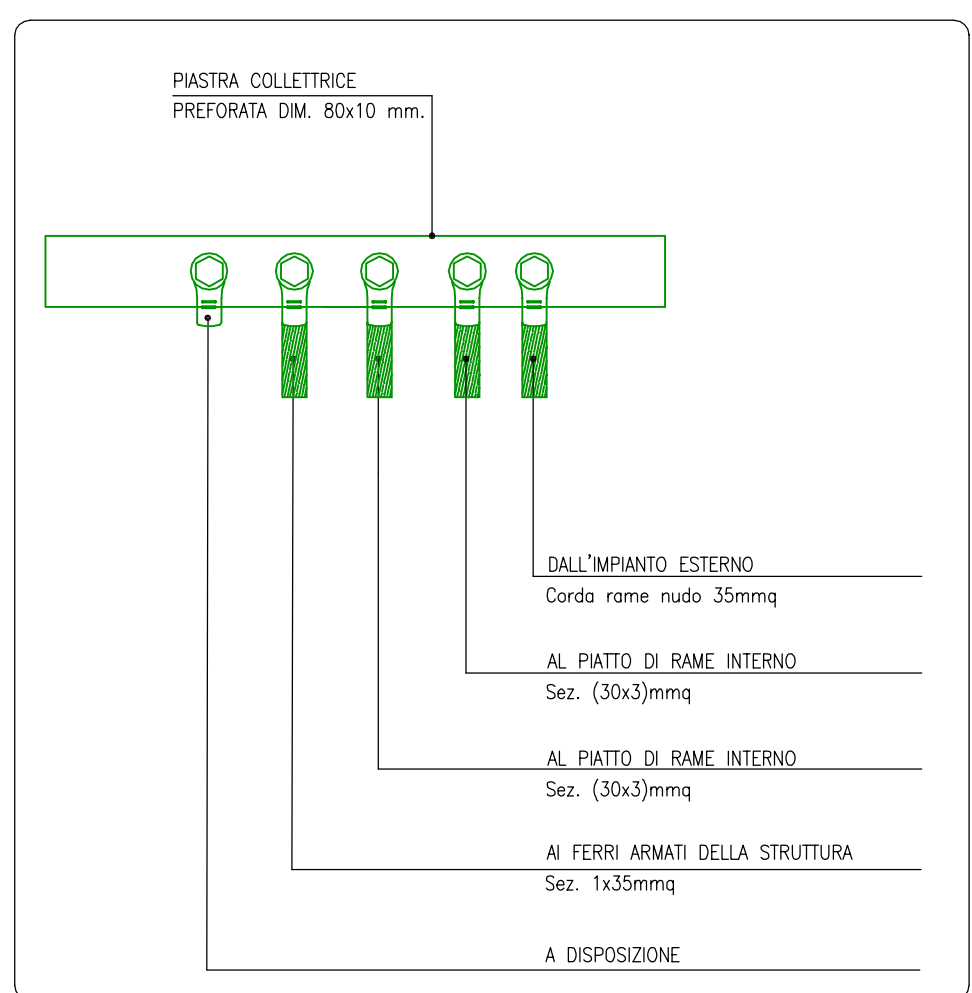 PIASTRA COLLETTRICE
PREFORATA DIM. 80x10 mm.
DALL'IMPIANTO ESTERNO
Corda rame nudo 35mmq
AL PIATTO DI RAME INTERNO
Sez. (30x3)mmq
AL PIATTO DI RAME INTERNO
Sez. (30x3)mmq
AI FERRI ARMATI DELLA STRUTTURA
Sez. 1x35mmq
A DISPOSIZIONE